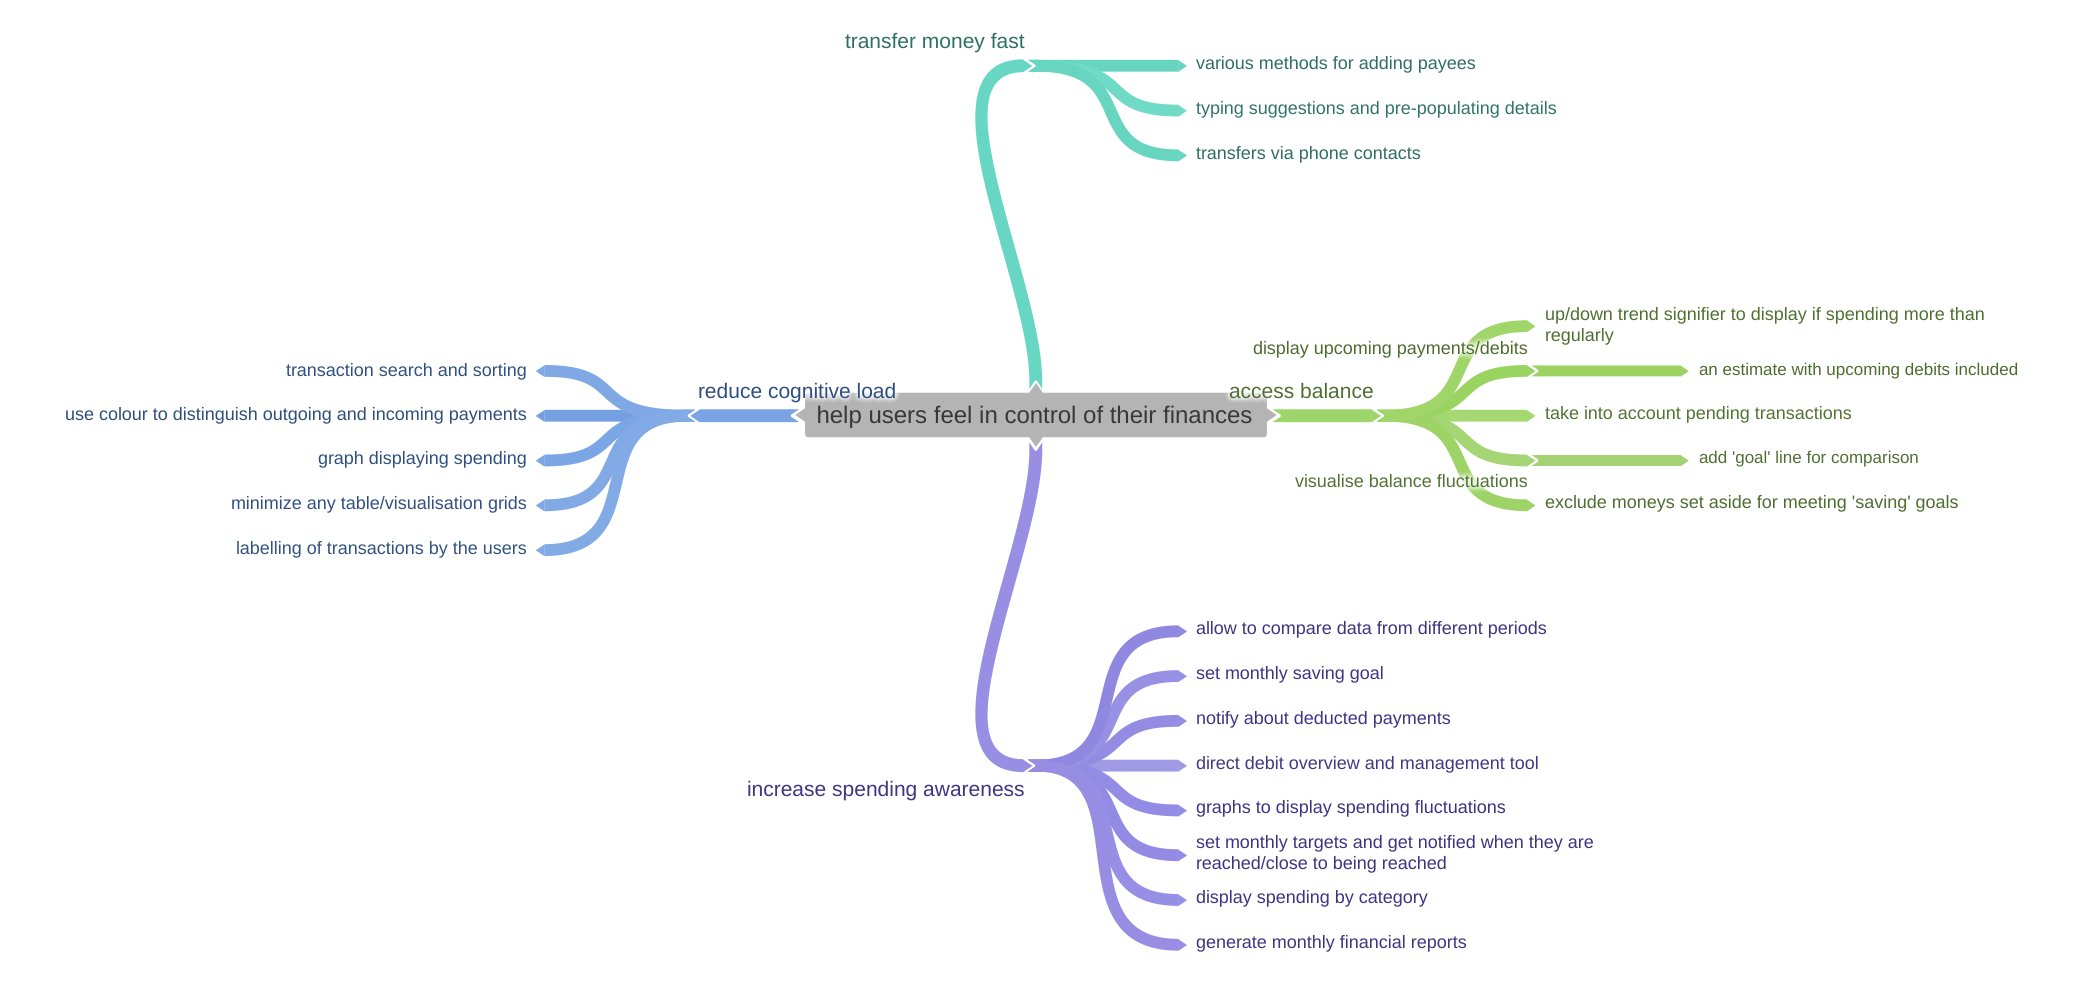 transfer money fast
various methods for adding payees
typing suggestions and pre-populating details
transfers via phone contacts
help users feel in control of their finances
reduce cognitive load
transaction search and sorting
use colour to distinguish outgoing and incoming payments
graph displaying spending
minimize any table/visualisation grids
labelling of transactions by the users
access balance
up/down trend signifier to display if spending more than
regularly
display upcoming payments/debits
an estimate with upcoming debits included
take into account pending transactions
visualise balance fluctuations
add 'goal' line for comparison
exclude moneys set aside for meeting 'saving' goals
increase spending awareness
allow to compare data from different periods
set monthly saving goal
notify about deducted payments
direct debit overview and management tool
graphs to display spending fluctuations
set monthly targets and get notified when they are
reached/close to being reached
display spending by category
generate monthly financial reports